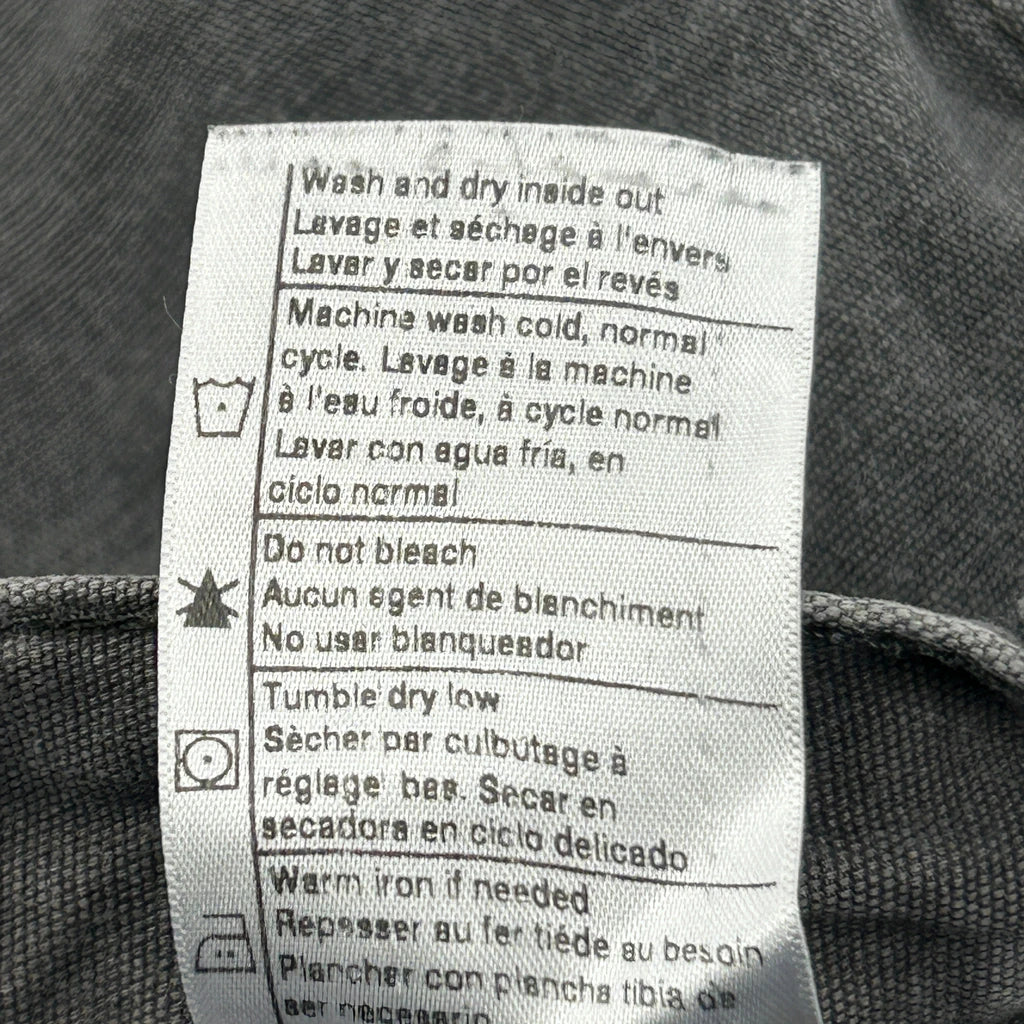 Wash and dry inside out
Lavage et séchage à l'envers
Lavar y secar por el revés
Machine wash cold, normal
cycle. Lavage à la machine
à l'eau froide, à cycle normal
Lavar con agua fría, en
ciclo normal
Do not bleach
Aucun agent de blanchiment
No usar blanqueador
Tumble dry low
Sècher par culbutage à
réglage bas. Secar en
secadora en ciclo delicado
Warm iron if needed
Repasser au fer tiède au besoin
Planchar con plancha tibia de
ser necesario